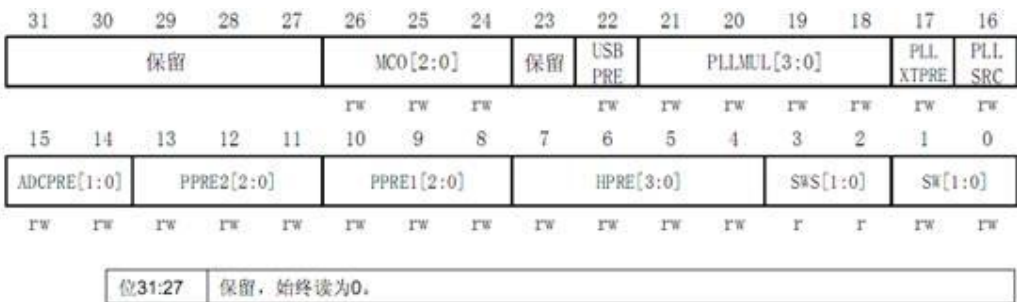 31 30 29 28 27 26 25 24 23 22 21 20 19 18 17 16
保留 MCO[2:0] 保留 USB PRE PLLMUL[3:0] PLL XTPRE PLL SRC
rw rw rw rw rw rw rw rw rw rw
15 14 13 12 11 10 9 8 7 6 5 4 3 2 1 0
ADCPRE[1:0] PPRE2[2:0] PPRE1[2:0] HPRE[3:0] SWS[1:0] SW[1:0]
rw rw rw rw rw rw rw rw rw rw rw rw r r rw rw
位31:27 保留，始终读为0。